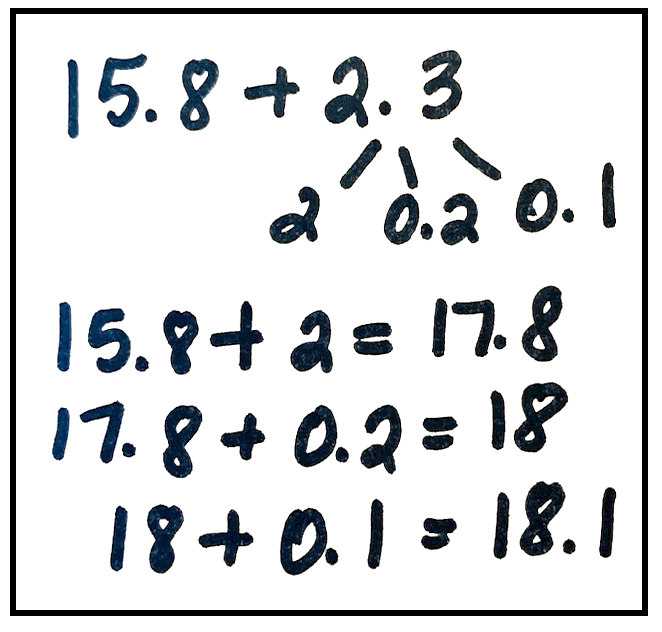 15.8 + 2.3
2 0.2 0.1
15.8 + 2 = 17.8
17.8 + 0.2 = 18
18 + 0.1 = 18.1